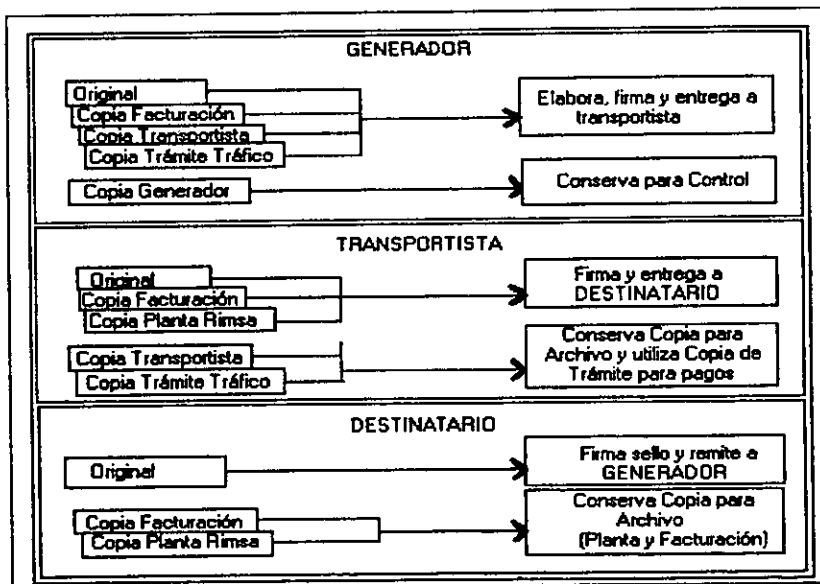 GENERADOR
Original
Copia Facturación
Copia Transportista
Copia Trámite Tráfico
Elabora, firma y entrega a
transportista
Copia Generador
Conserva para Control
TRANSPORTISTA
Original
Copia Facturación
Copia Planta Rimsa
Firma y entrega a
DESTINATARIO
Copia Transportista
Copia Trámite Tráfico
Conserva Copia para
Archivo y utiliza Copia de
Trámite para pagos
DESTINATARIO
Original
Firma sello y remite a
GENERADOR
Copia Facturación
Copia Planta Rimsa
Conserva Copia para
Archivo
(Planta y Facturación)